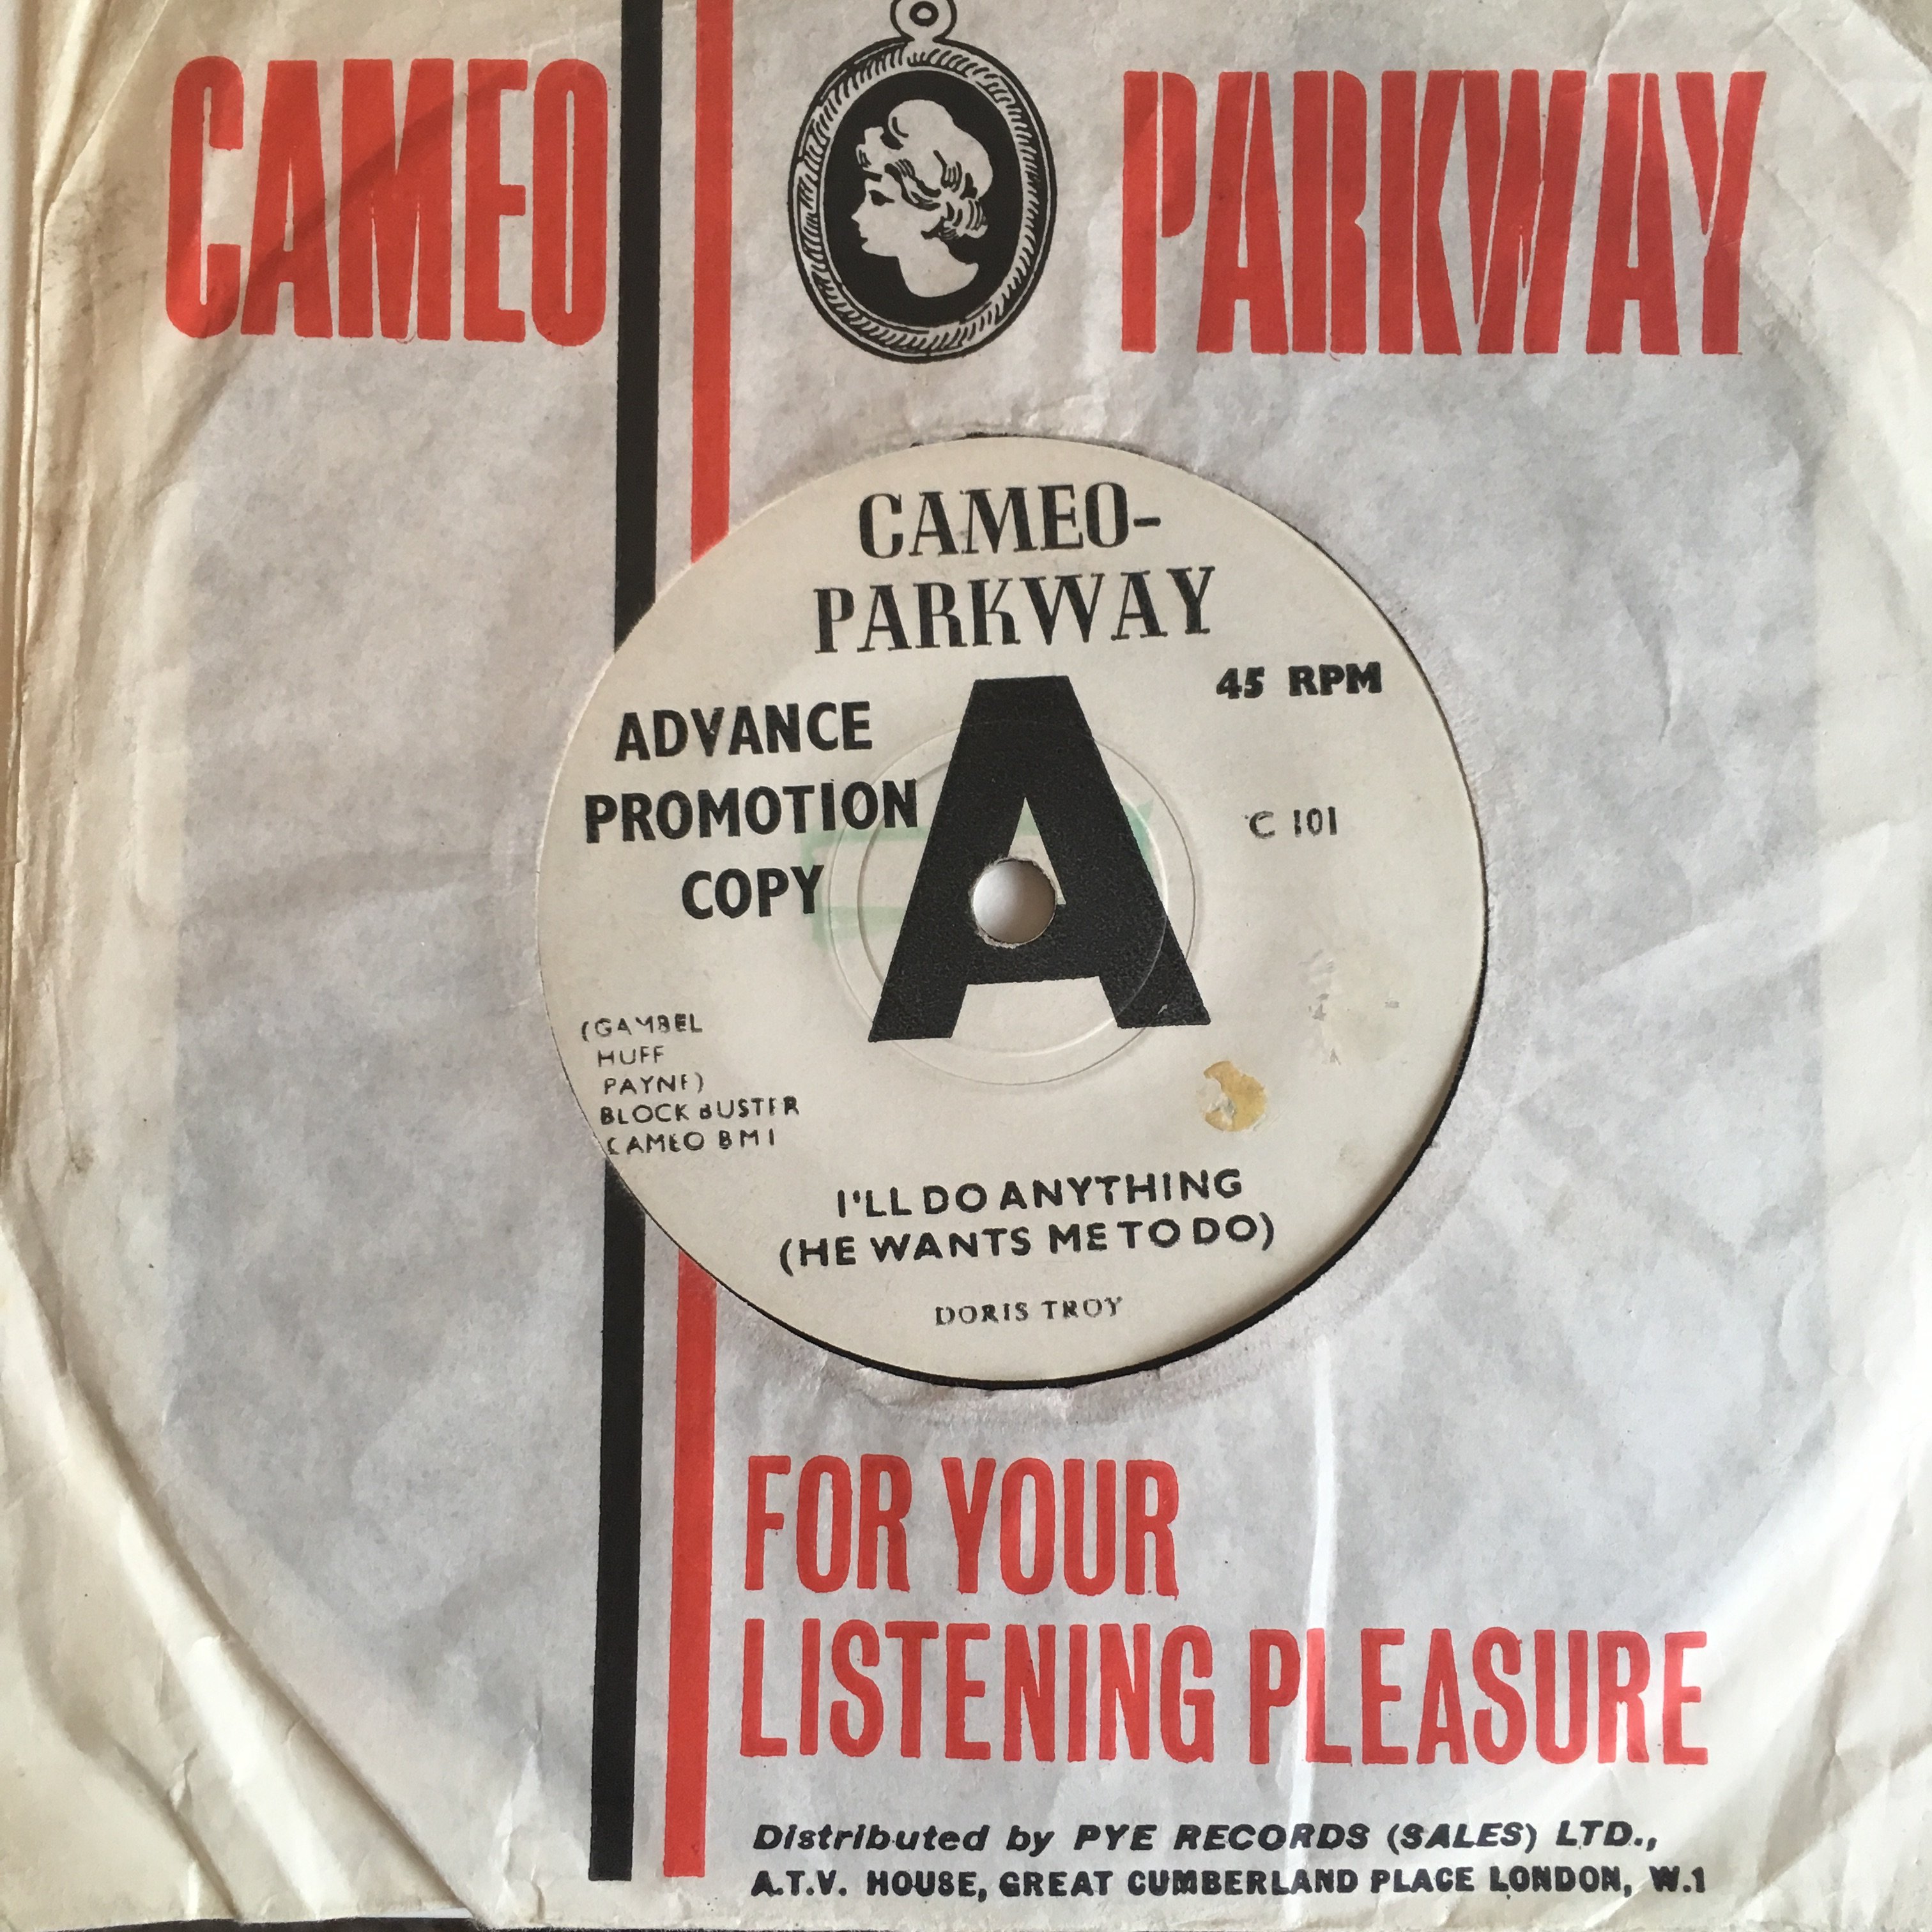 CAMEO PARKWAY
CAMEO-
PARKWAY
45 RPM
ADVANCE
PROMOTION
COPY
A
C 101
(GAMBEL
HUFF
PAYNE)
BLOCKBUSTER
CAMEO BMI
I'LL DO ANYTHING
(HE WANTS ME TO DO)
DORIS TROY
FOR YOUR
LISTENING PLEASURE
Distributed by PYE RECORDS (SALES) LTD.,
A.T.V. HOUSE, GREAT CUMBERLAND PLACE LONDON, W.1